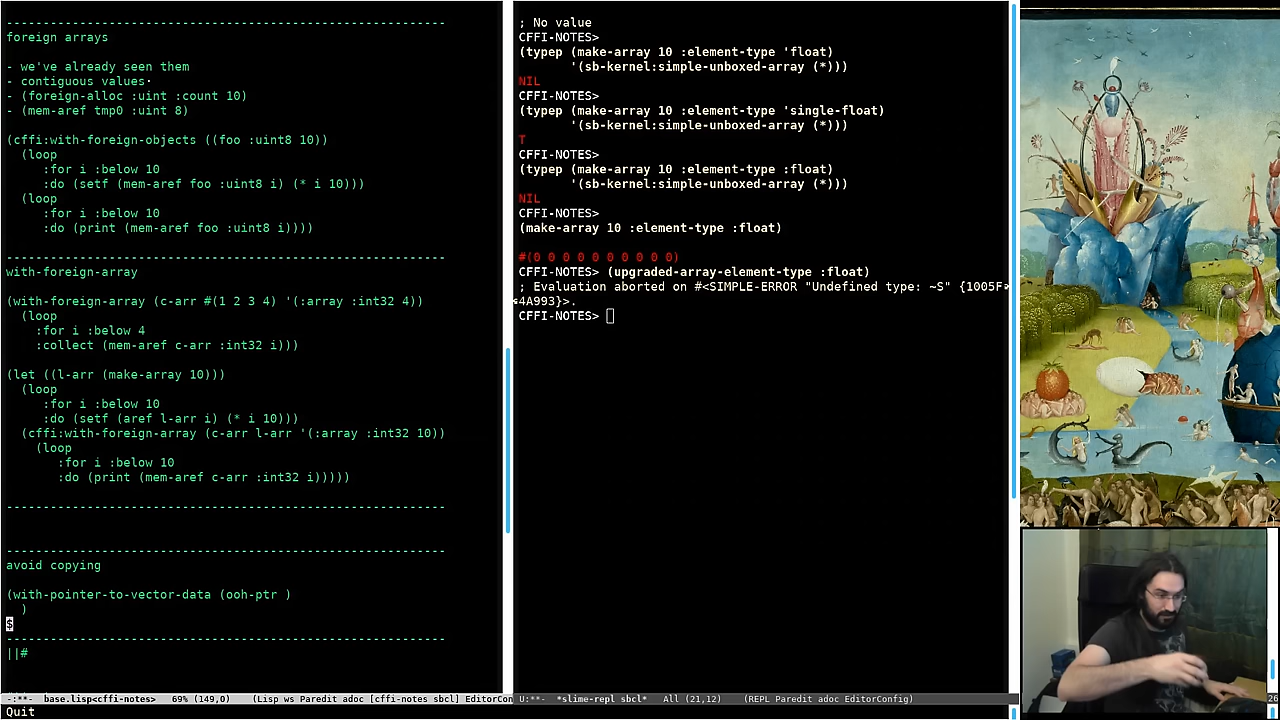 ------------------------------------------------------------
foreign arrays
- we've already seen them
- contiguous values·
- (foreign-alloc :uint :count 10)
- (mem-aref tmp0 :uint 8)
(cffi:with-foreign-objects ((foo :uint8 10))
  (loop
     :for i :below 10
     :do (setf (mem-aref foo :uint8 i) (* i 10)))
  (loop
     :for i :below 10
     :do (print (mem-aref foo :uint8 i))))
------------------------------------------------------------
with-foreign-array
(with-foreign-array (c-arr #(1 2 3 4) '(:array :int32 4))
  (loop
    :for i :below 4
    :collect (mem-aref c-arr :int32 i)))
(let ((l-arr (make-array 10)))
  (loop
     :for i :below 10
     :do (setf (aref l-arr i) (* i 10)))
  (cffi:with-foreign-array (c-arr l-arr '(:array :int32 10))
    (loop
       :for i :below 10
       :do (print (mem-aref c-arr :int32 i)))))
------------------------------------------------------------
------------------------------------------------------------
avoid copying
(with-pointer-to-vector-data (ooh-ptr )
  )
$
------------------------------------------------------------
||#
-:**-  base.lisp<cffi-notes>   69% (149,0)    (Lisp ws Paredit adoc [cffi-notes sbcl] EditorCon
Quit
; No value
CFFI-NOTES>
(typep (make-array 10 :element-type 'float)
       '(sb-kernel:simple-unboxed-array (*)))
NIL
CFFI-NOTES>
(typep (make-array 10 :element-type 'single-float)
       '(sb-kernel:simple-unboxed-array (*)))
T
CFFI-NOTES>
(typep (make-array 10 :element-type :float)
       '(sb-kernel:simple-unboxed-array (*)))
NIL
CFFI-NOTES>
(make-array 10 :element-type :float)
#(0 0 0 0 0 0 0 0 0 0)
CFFI-NOTES> (upgraded-array-element-type :float)
; Evaluation aborted on #<SIMPLE-ERROR "Undefined type: ~S" {1005F
4A993}>.
CFFI-NOTES>
U:**-  *slime-repl sbcl*   All (21,12)    (REPL Paredit adoc EditorConfig)
26